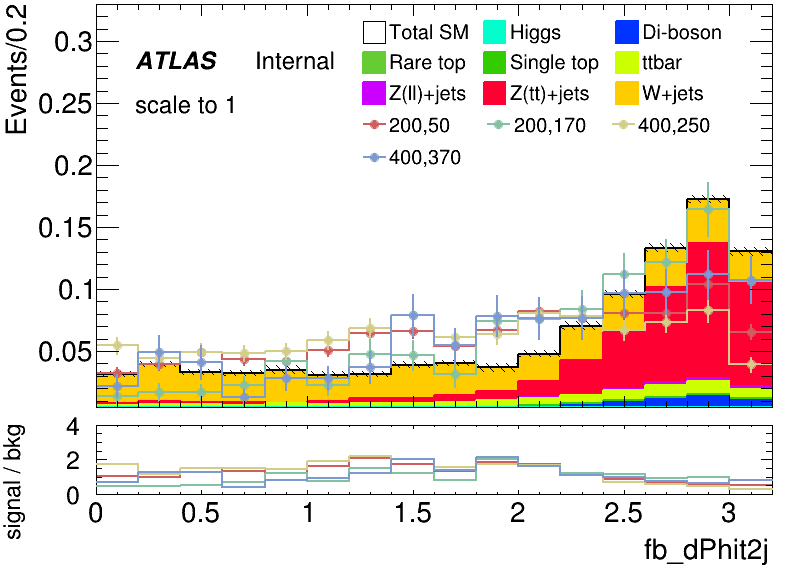 Events/0.2
0.3
0.25
0.2
0.15
0.1
0.05
ATLAS Internal
scale to 1
Total SM Higgs Di-boson
Rare top Single top ttbar
Z(ll)+jets Z(tt)+jets W+jets
200,50 200,170 400,250
400,370
signal / bkg
4
2
0
0 0.5 1 1.5 2 2.5 3
fb_dPhit2j